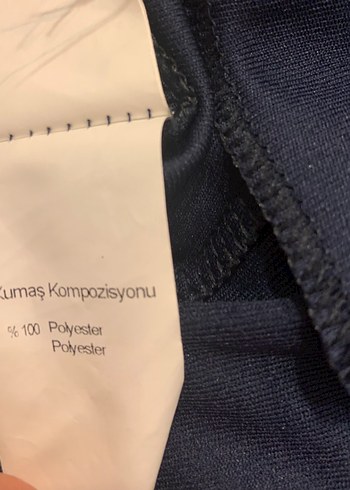 Kumaş Kompozisyonu
% 100 Polyester
Polyester